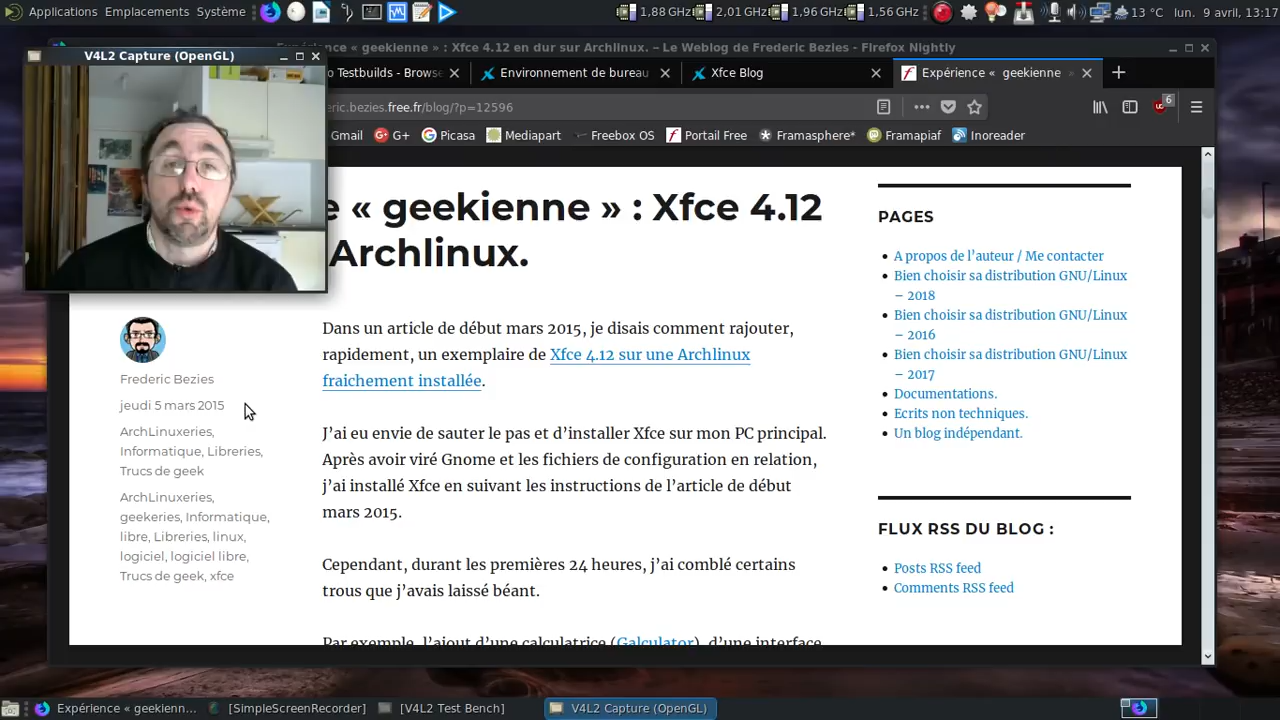 Applications Emplacements Système 1,88 GHz 2,01 GHz 1,96 GHz 1,56 GHz 13 °C lun. 9 avril, 13:17
« geekienne » : Xfce 4.12 en dur sur Archlinux. – Le Weblog de Frederic Bezies - Firefox Nightly
V4L2 Capture (OpenGL)
Testbuilds - Browse
Environnement de bureau
Xfce Blog
Expérience « geekienne »
eric.bezies.free.fr/blog/?p=12596
6
Gmail G+ Picasa Mediapart Freebox OS Portail Free Framasphere* Framapiaf Inoreader
e « geekienne » : Xfce 4.12
Archlinux.
Frederic Bezies
jeudi 5 mars 2015
ArchLinuxeries,
Informatique, Libreries,
Trucs de geek
ArchLinuxeries,
geekeries, Informatique,
libre, Libreries, linux,
logiciel, logiciel libre,
Trucs de geek, xfce
Dans un article de début mars 2015, je disais comment rajouter,
rapidement, un exemplaire de Xfce 4.12 sur une Archlinux
fraichement installée.
J’ai eu envie de sauter le pas et d’installer Xfce sur mon PC principal.
Après avoir viré Gnome et les fichiers de configuration en relation,
j’ai installé Xfce en suivant les instructions de l’article de début
mars 2015.
Cependant, durant les premières 24 heures, j’ai comblé certains
trous que j’avais laissé béant.
Par exemple, l’ajout d’une calculatrice (Galculator), d’une interface
PAGES
A propos de l’auteur / Me contacter
Bien choisir sa distribution GNU/Linux
– 2018
Bien choisir sa distribution GNU/Linux
– 2016
Bien choisir sa distribution GNU/Linux
– 2017
Documentations.
Ecrits non techniques.
Un blog indépendant.
FLUX RSS DU BLOG :
Posts RSS feed
Comments RSS feed
Expérience « geekienn... [SimpleScreenRecorder] [V4L2 Test Bench] V4L2 Capture (OpenGL)